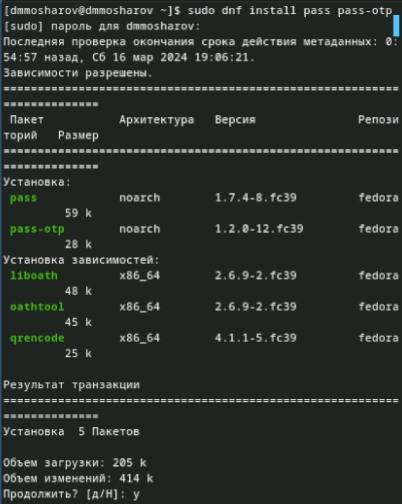 [dmmosharov@dmmosharov ~]$ sudo dnf install pass pass-otp
[sudo] пароль для dmmosharov:
Последняя проверка окончания срока действия метаданных: 0:
54:57 назад, Сб 16 мар 2024 19:06:21.
Зависимости разрешены.
================================================================
==============
 Пакет Архитектура Версия Репози
торий Размер
================================================================
==============
Установка:
 pass noarch 1.7.4-8.fc39 fedora
 59 k
 pass-otp noarch 1.2.0-12.fc39 fedora
 28 k
Установка зависимостей:
 liboath x86_64 2.6.9-2.fc39 fedora
 48 k
 oathtool x86_64 2.6.9-2.fc39 fedora
 45 k
 qrencode x86_64 4.1.1-5.fc39 fedora
 25 k
Результат транзакции
================================================================
==============
Установка 5 Пакетов
Объем загрузки: 205 k
Объем изменений: 414 k
Продолжить? [д/Н]: y